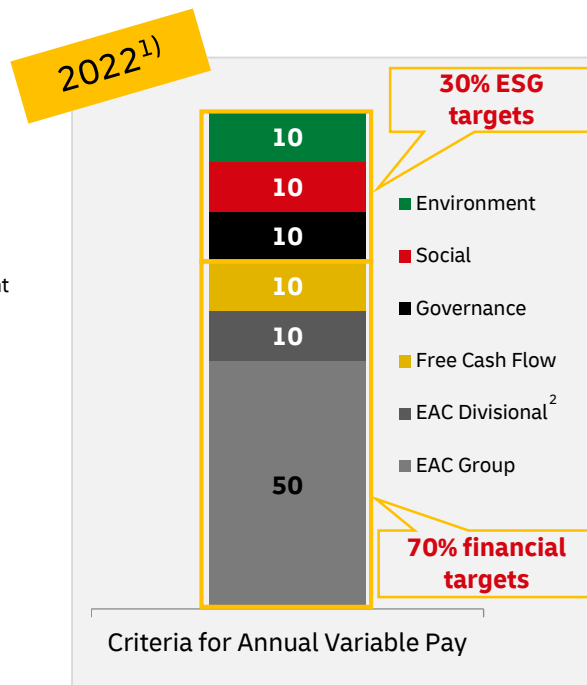 2022¹⁾
30% ESG
targets
10
10
10
10
10
50
Environment
Social
Governance
Free Cash Flow
EAC Divisional²
EAC Group
70% financial
targets
Criteria for Annual Variable Pay